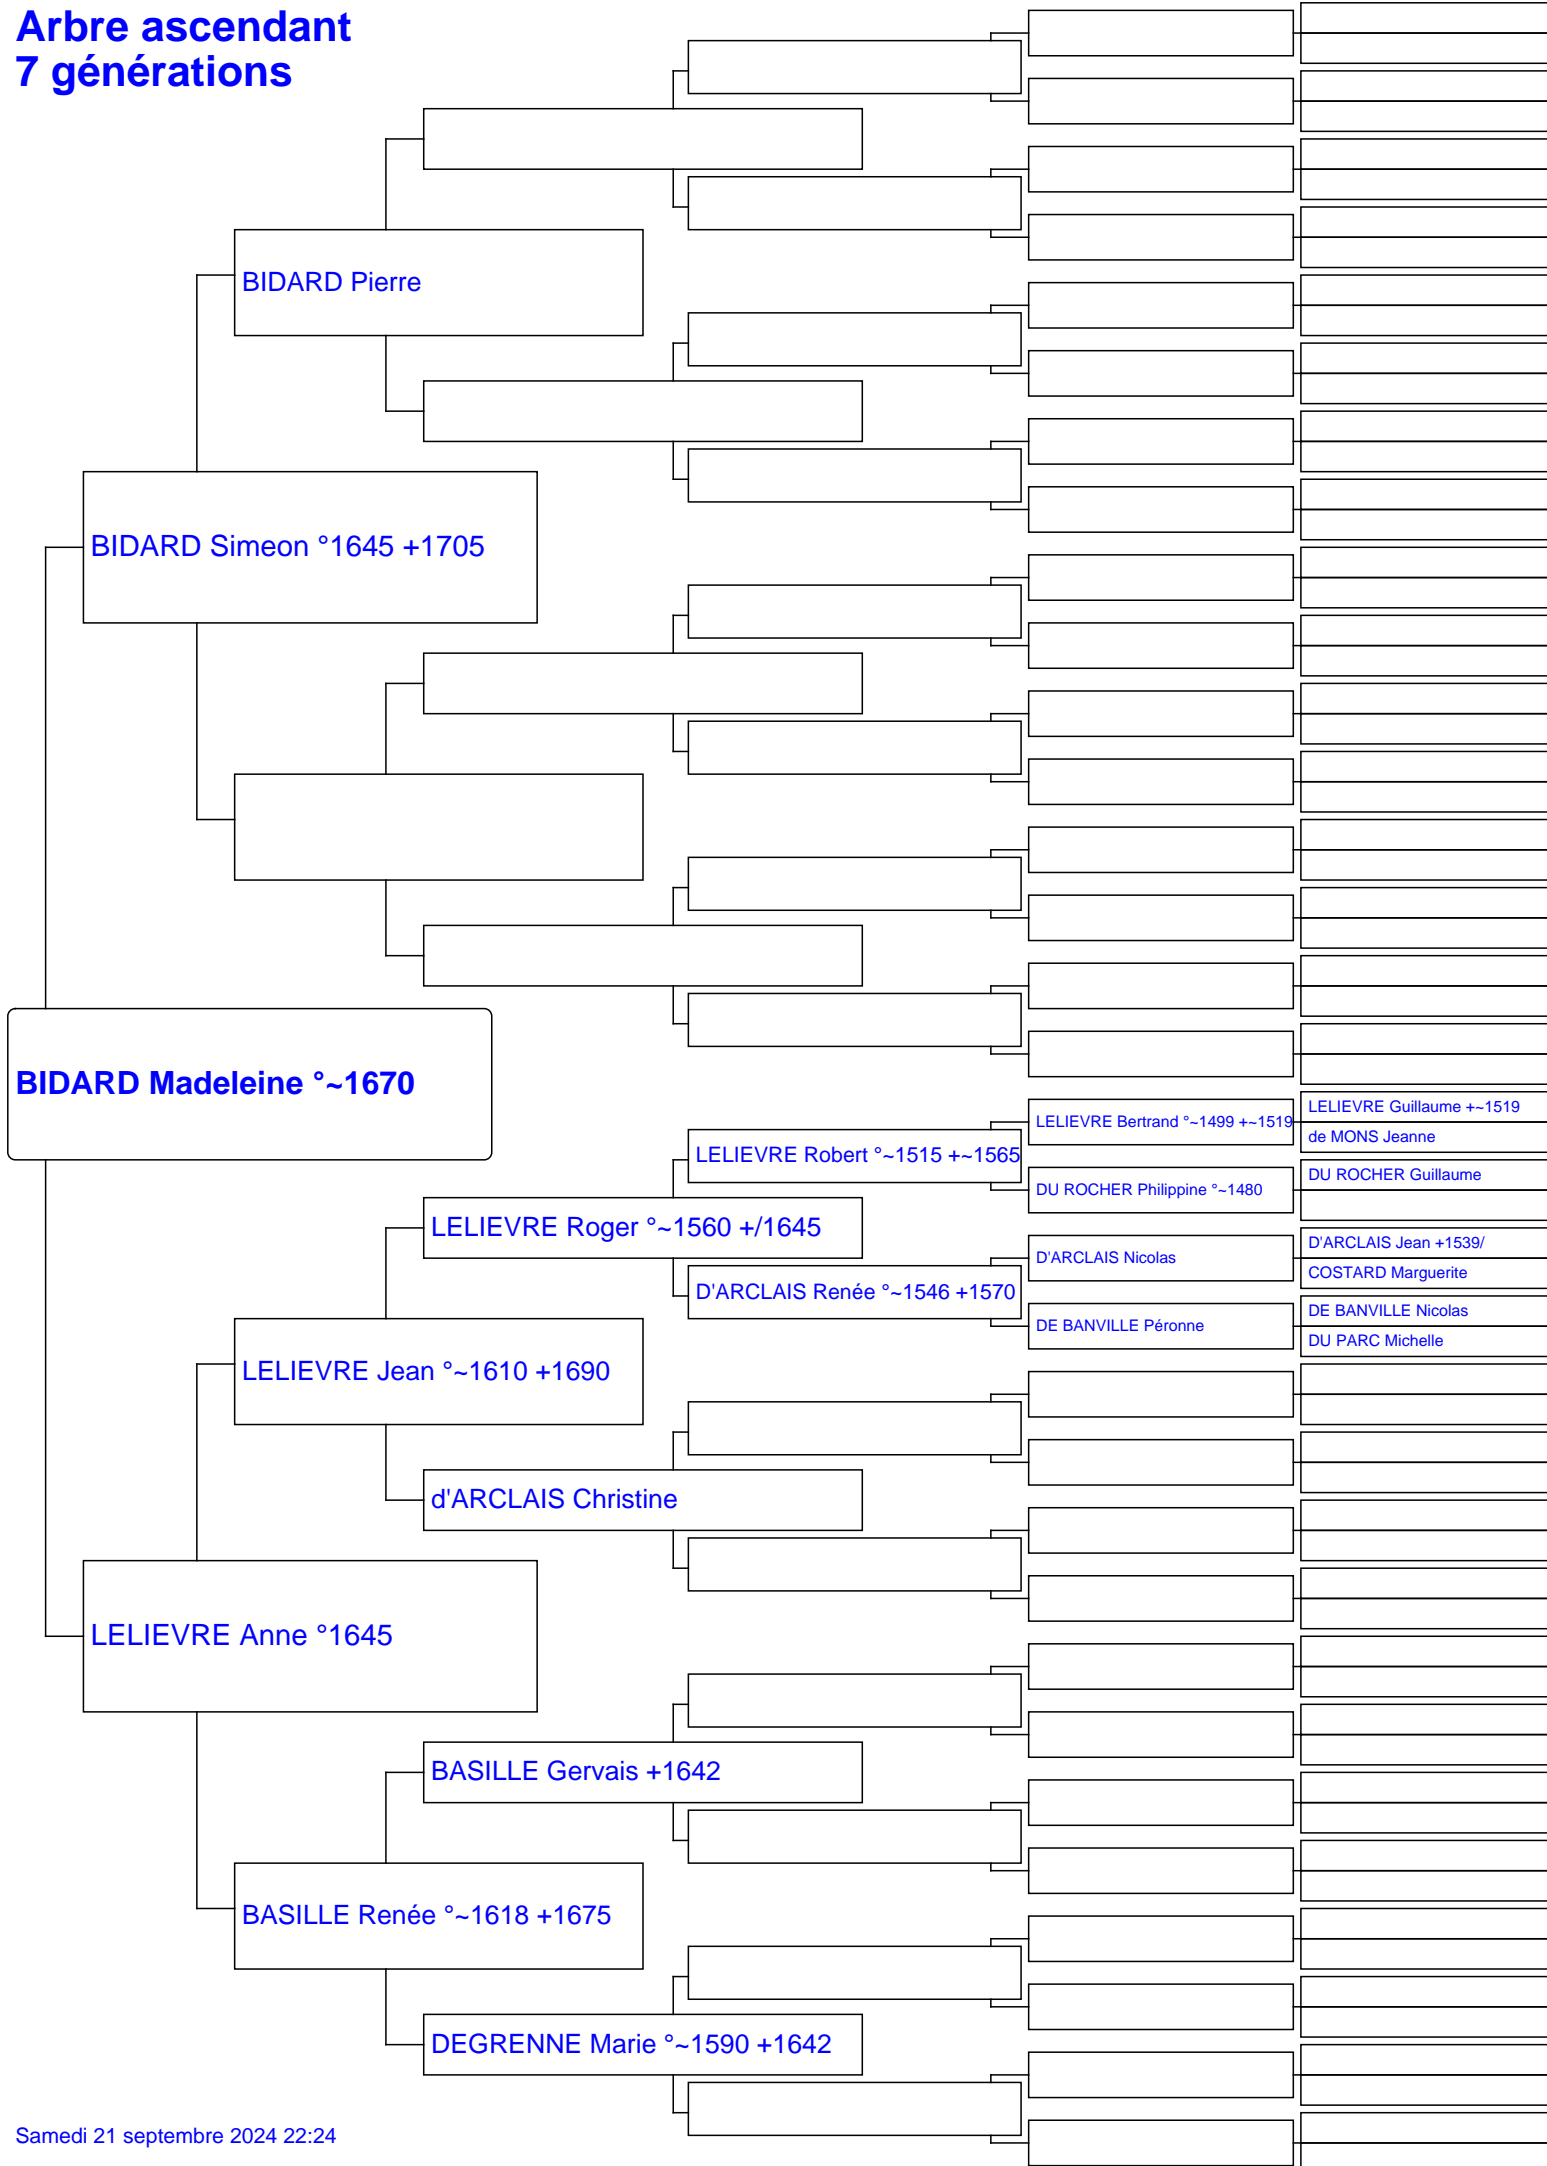 Arbre ascendant
7 générations
BIDARD Pierre
BIDARD Simeon °1645 +1705
BIDARD Madeleine °~1670
LELIEVRE Guillaume +~1519
LELIEVRE Bertrand °~1499 +~1519
de MONS Jeanne
LELIEVRE Robert °~1515 +~1565
DU ROCHER Guillaume
DU ROCHER Philippine °~1480
LELIEVRE Roger °~1560 +/1645
D'ARCLAIS Jean +1539/
D'ARCLAIS Nicolas
COSTARD Marguerite
D'ARCLAIS Renée °~1546 +1570
DE BANVILLE Nicolas
DE BANVILLE Péronne
DU PARC Michelle
LELIEVRE Jean °~1610 +1690
d'ARCLAIS Christine
LELIEVRE Anne °1645
BASILLE Gervais +1642
BASILLE Renée °~1618 +1675
DEGRENNE Marie °~1590 +1642
Samedi 21 septembre 2024 22:24